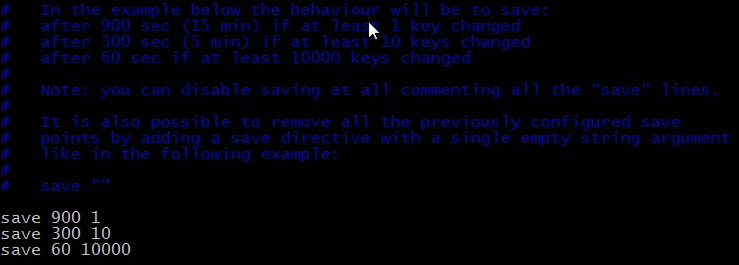 #   In the example below the behaviour will be to save:
#   after 900 sec (15 min) if at least 1 key changed
#   after 300 sec (5 min) if at least 10 keys changed
#   after 60 sec if at least 10000 keys changed
#
#   Note: you can disable saving at all commenting all the "save" lines.
#
#   It is also possible to remove all the previously configured save
#   points by adding a save directive with a single empty string argument
#   like in the following example:
#
#   save ""
save 900 1
save 300 10
save 60 10000